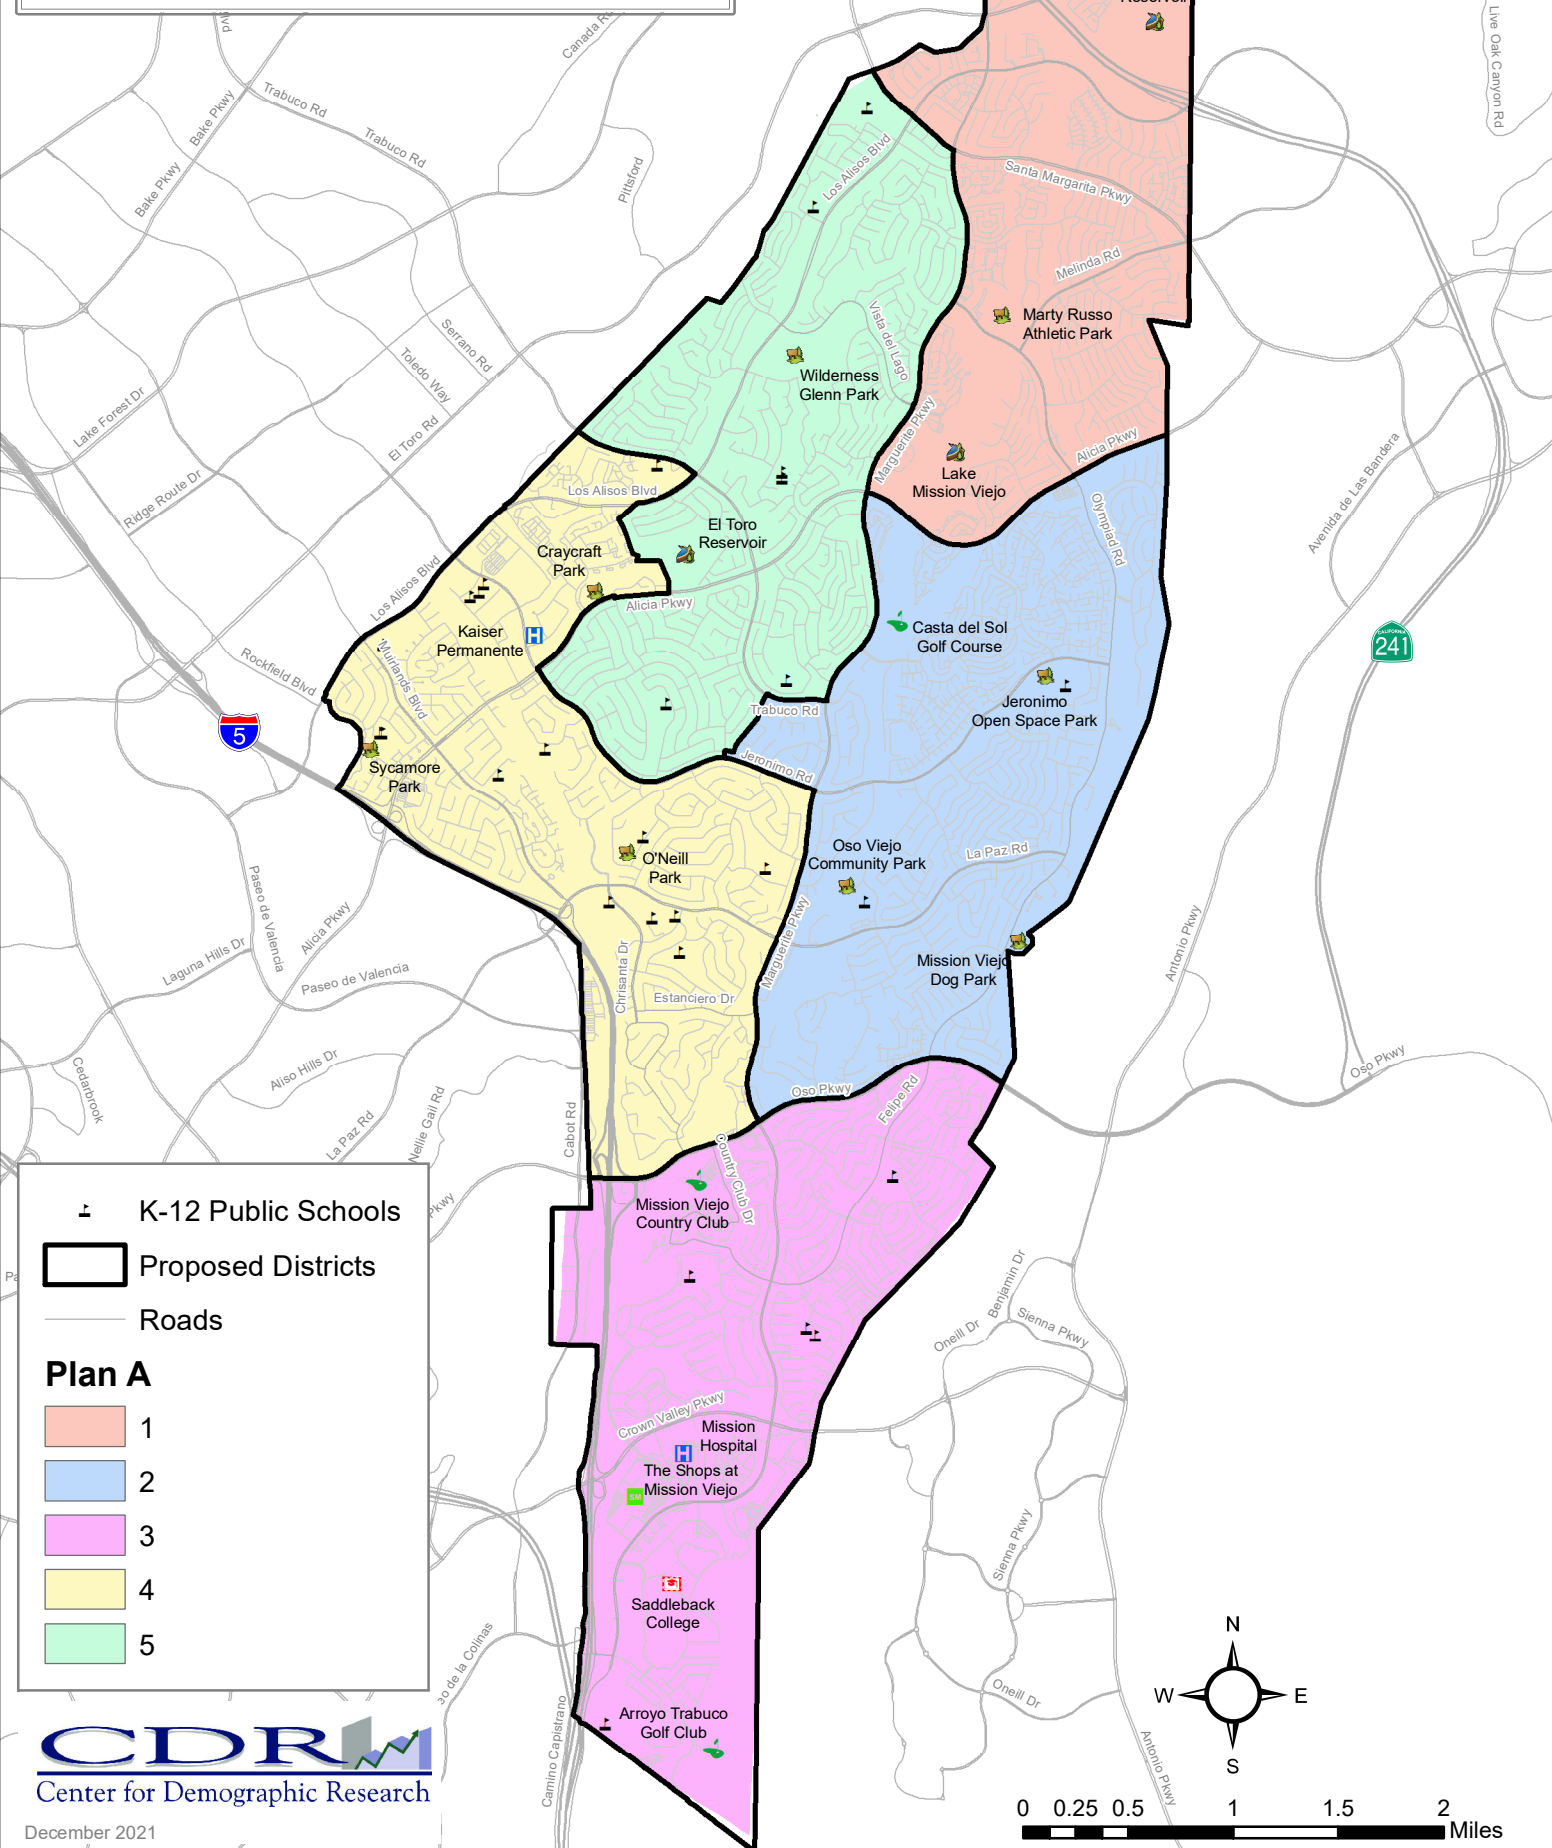 Live Oak Canyon Rd
Canada Rd
Trabuco Rd
Bake Pkwy
Trabuco Rd
Bake Pkwy
Pittsford
Los Alisos Blvd
Santa Margarita Pkwy
Melinda Rd
Marty Russo
Athletic Park
Vista del Lago
Serrano Rd
Toledo Way
Wilderness
Glenn Park
Lake Forest Dr
El Toro Rd
Marguerite Pkwy
Alicia Pkwy
Avenida de Las Bandera
Lake
Mission Viejo
Ridge Route Dr
Los Alisos Blvd
Olympiad Rd
El Toro
Reservoir
Craycraft
Park
Los Alisos Blvd
Alicia Pkwy
Casta del Sol
Golf Course
CALIFORNIA
241
Kaiser
Permanente
H
Muirlands Blvd
Rockfield Blvd
Jeronimo
Open Space Park
Trabuco Rd
5
Jeronimo Rd
Sycamore
Park
Oso Viejo
Community Park
La Paz Rd
O'Neill
Park
Paseo de Valencia
Alicia Pkwy
Marguerite Pkwy
Antonio Pkwy
Laguna Hills Dr
Paseo de Valencia
Chrisanta Dr
Estanciero Dr
Mission Viejo
Dog Park
Cedarbrook
Aliso Hills Dr
Oso Pkwy
Oso Pkwy
Felipe Rd
Nellie Gail Rd
La Paz Rd
Cabot Rd
Country Club Dr
Mission Viejo
Country Club
Pkwy
K-12 Public Schools
Proposed Districts
Roads
Plan A
1
2
3
4
5
Benjamin Dr
Oneill Dr
Sienna Pkwy
Crown Valley Pkwy
Mission
Hospital
H
The Shops at
Mission Viejo
SM
Sienna Pkwy
Saddleback
College
Oneill Dr
Arroyo Trabuco
Golf Club
Camino Capistrano
Antonio Pkwy
N
W
E
S
CDR
Center for Demographic Research
December 2021
0 0.25 0.5 1 1.5 2
Miles